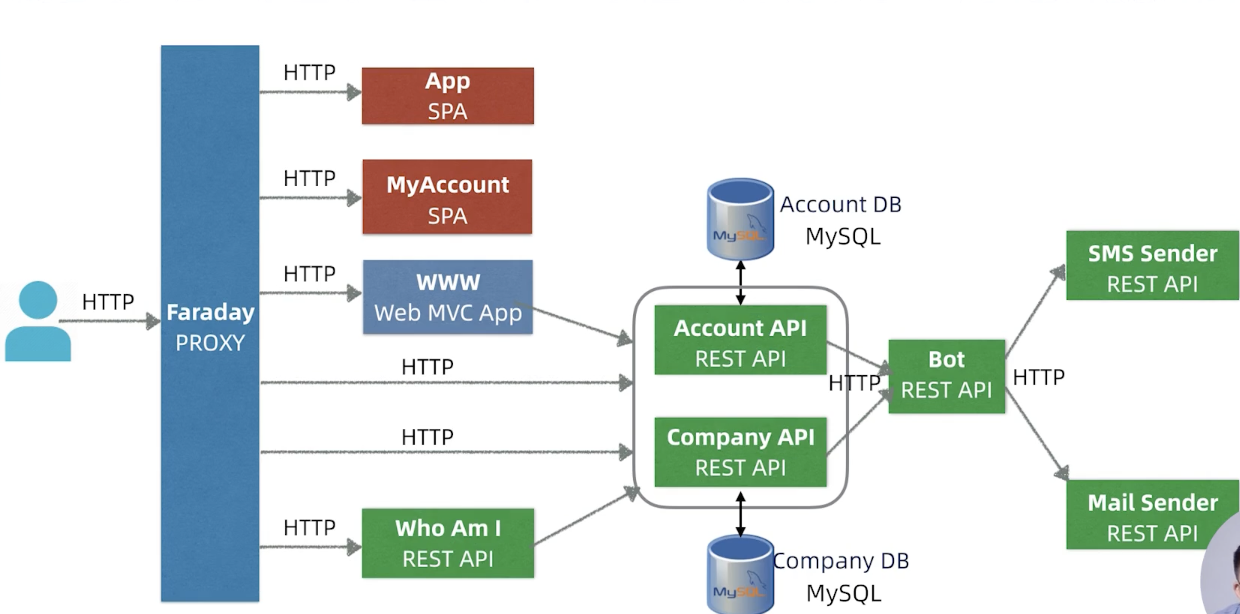 HTTP
App
SPA
HTTP
MyAccount
SPA
HTTP
WWW
Web MVC App
HTTP
Faraday
PROXY
HTTP
HTTP
HTTP
Who Am I
REST API
MySQL
Account DB
MySQL
Account API
REST API
Company API
REST API
HTTP
MySQL
Company DB
MySQL
Bot
REST API
HTTP
SMS Sender
REST API
Mail Sender
REST API